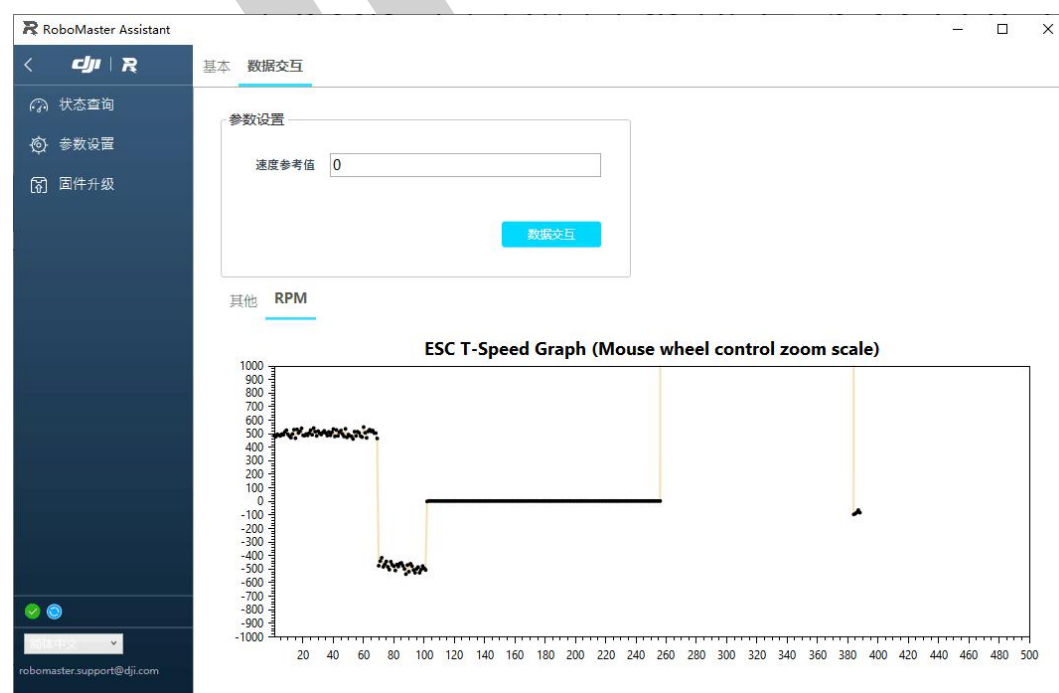 RoboMaster Assistant
dji R
基本 数据交互
状态查询
参数设置
固件升级
参数设置
速度参考值 0
数据交互
其他 RPM
ESC T-Speed Graph (Mouse wheel control zoom scale)
1000
900
800
700
600
500
400
300
200
100
0
-100
-200
-300
-400
-500
-600
-700
-800
-900
-1000
20 40 60 80 100 120 140 160 180 200 220 240 260 280 300 320 340 360 380 400 420 440 460 480 500
robomaster.support@dji.com